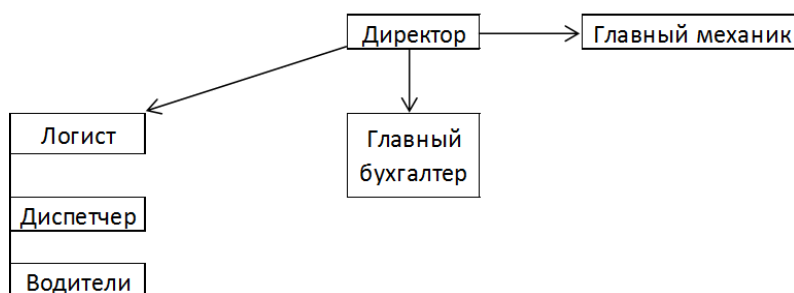 Директор
Главный механик
Логист
Главный
бухгалтер
Диспетчер
Водители